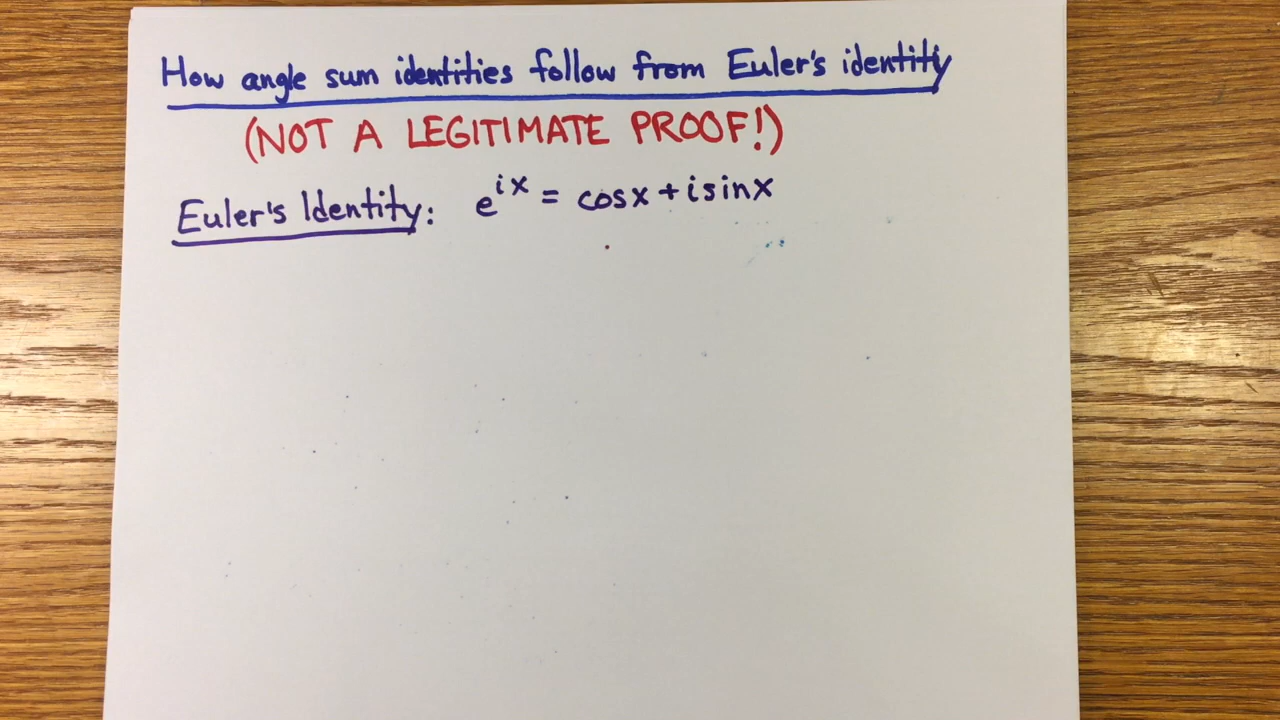 How angle sum identities follow from Euler's identity
(NOT A LEGITIMATE PROOF!)
Euler's Identity: e^{ix} = cosx + isinx